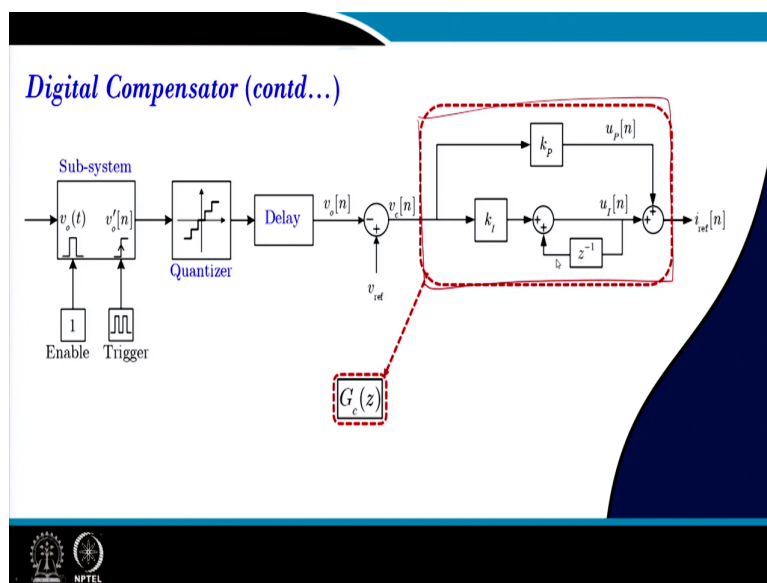 Digital Compensator (contd...)
Sub-system
v_o(t) v_o'[n]
Quantizer
Delay
v_o[n]
v_c[n]
v_ref
k_P
u_P[n]
k_I
u_I[n]
z^{-1}
i_ref[n]
1
Enable Trigger
G_c(z)
NPTEL